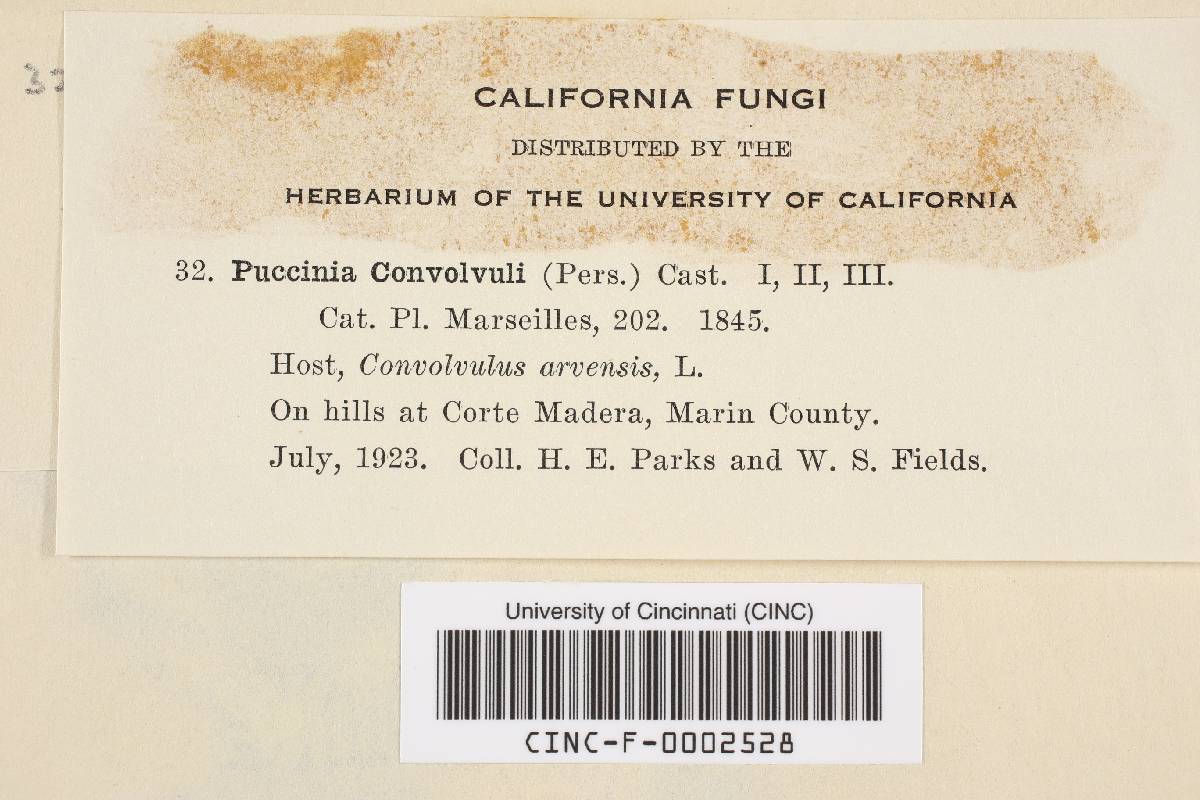 CALIFORNIA FUNGI
DISTRIBUTED BY THE
HERBARIUM OF THE UNIVERSITY OF CALIFORNIA
32. Puccinia Convolvuli (Pers.) Cast. I, II, III.
Cat. Pl. Marseilles, 202. 1845.
Host, Convolvulus arvensis, L.
On hills at Corte Madera, Marin County.
July, 1923. Coll. H. E. Parks and W. S. Fields.
University of Cincinnati (CINC)
CINC-F-0002528